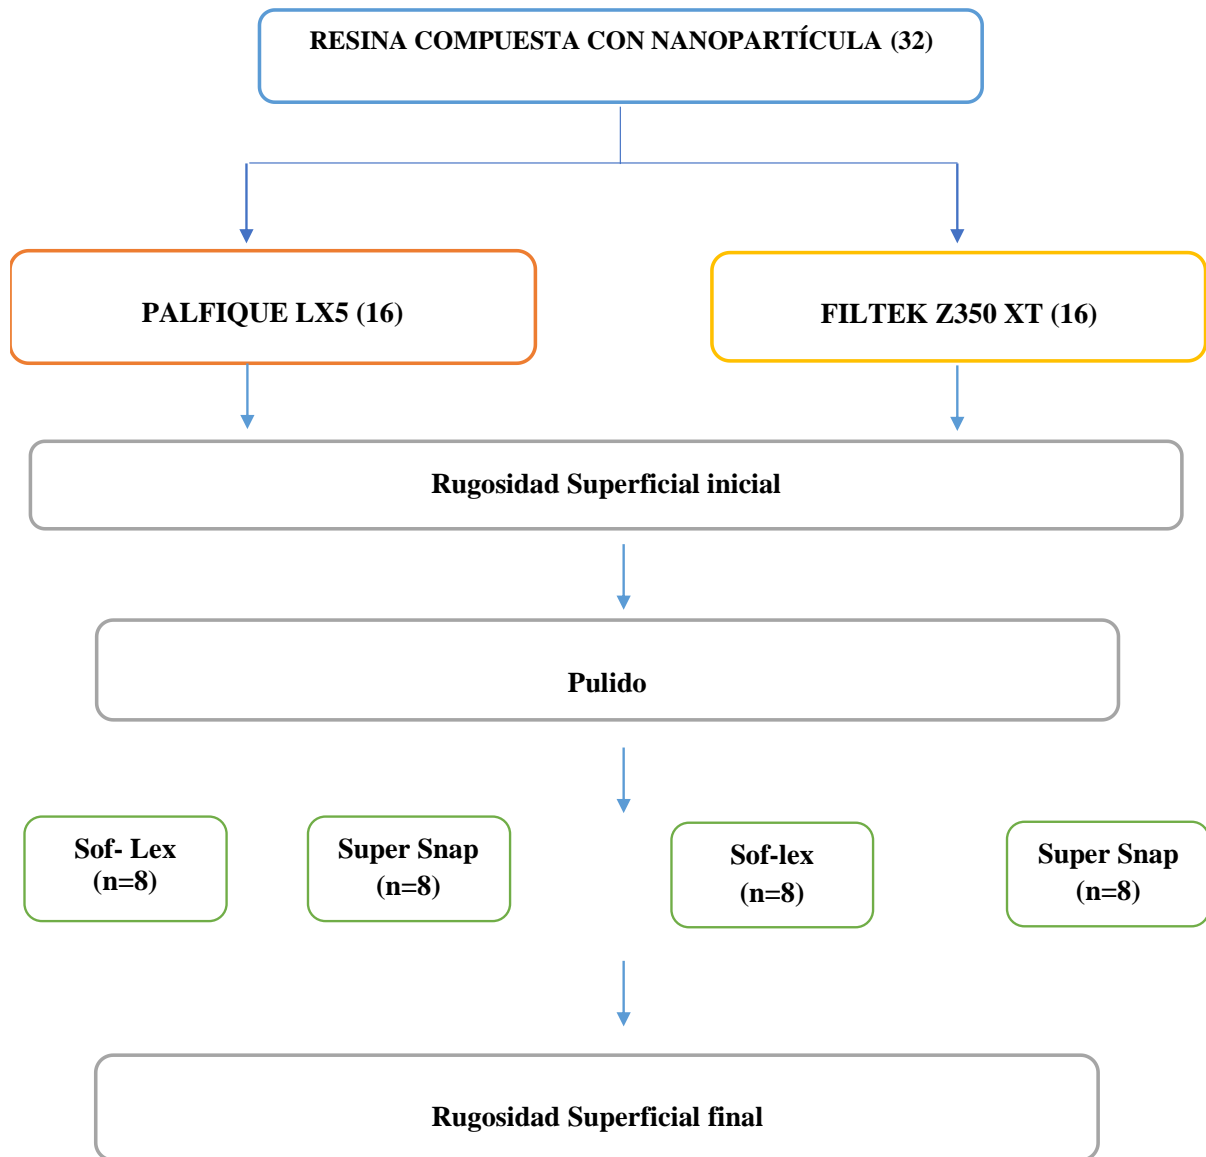 RESINA COMPUESTA CON NANOPARTÍCULA (32)
PALFIQUE LX5 (16)
FILTEK Z350 XT (16)
Rugosidad Superficial inicial
Pulido
Sof- Lex
(n=8)
Super Snap
(n=8)
Sof-lex
(n=8)
Super Snap
(n=8)
Rugosidad Superficial final